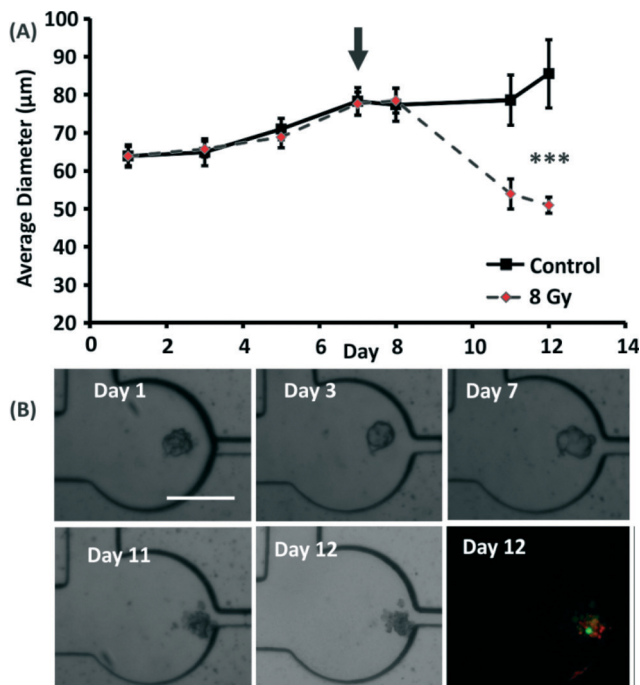 (A)
Average Diameter (µm)
100
90
80
70
60
50
40
30
20
***
Control
8 Gy
0 2 4 6 8 10 12 14
Day
(B)
Day 1 Day 3 Day 7
Day 11 Day 12 Day 12